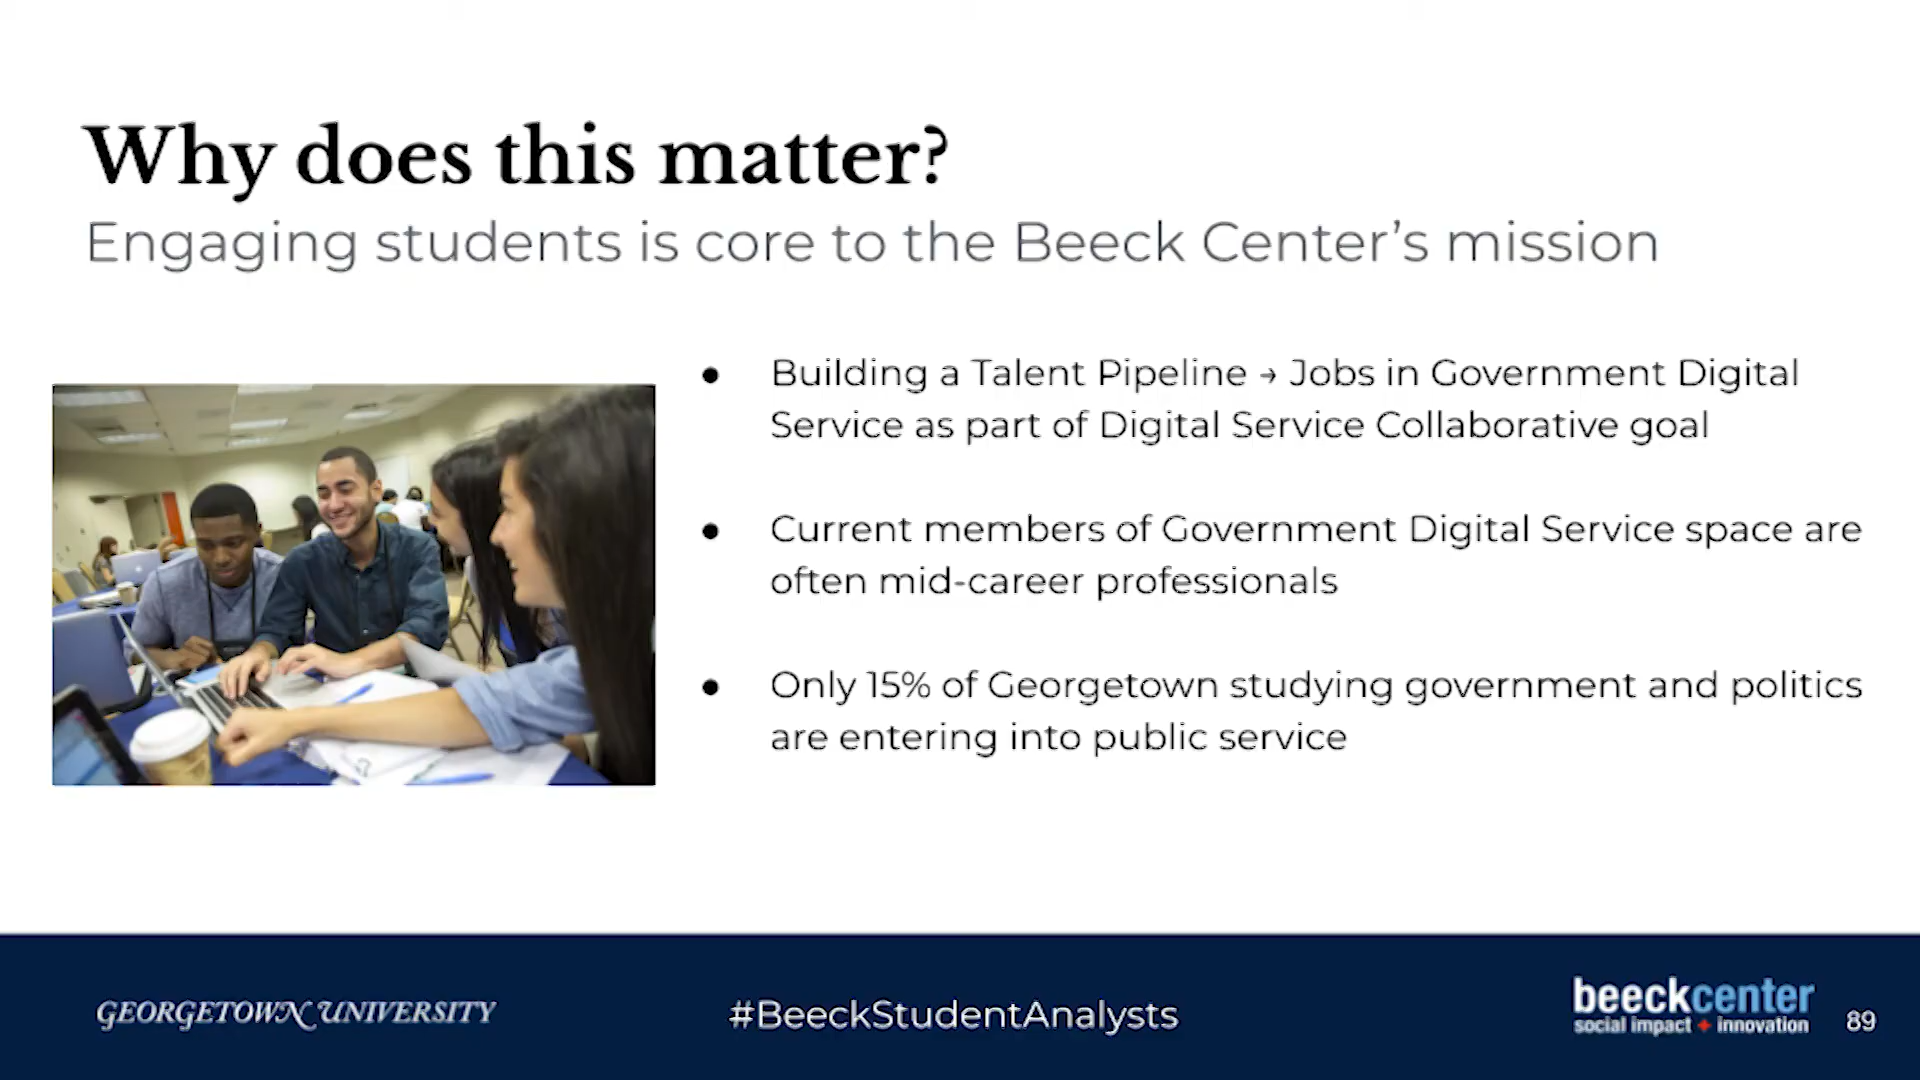 Why does this matter?
Engaging students is core to the Beeck Center’s mission
● Building a Talent Pipeline → Jobs in Government Digital
Service as part of Digital Service Collaborative goal
● Current members of Government Digital Service space are
often mid-career professionals
● Only 15% of Georgetown studying government and politics
are entering into public service
GEORGETOWN UNIVERSITY
#BeeckStudentAnalysts
beeckcenter
social impact + innovation
89